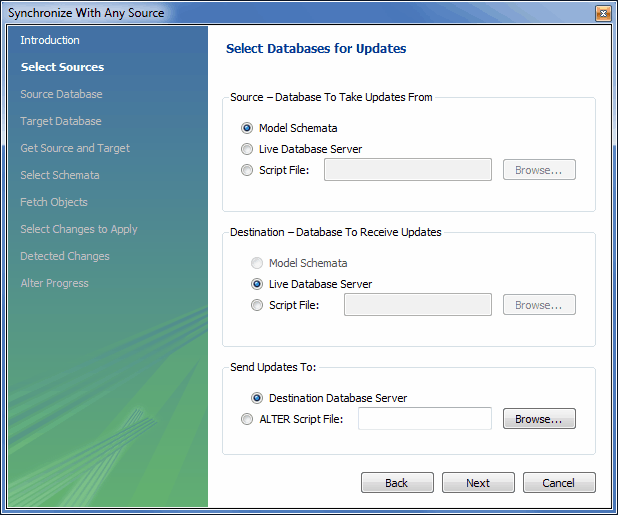 Synchronize With Any Source
Introduction
Select Sources
Source Database
Target Database
Get Source and Target
Select Schemata
Fetch Objects
Select Changes to Apply
Detected Changes
Alter Progress
Select Databases for Updates
Source – Database To Take Updates From
Model Schemata
Live Database Server
Script File: Browse...
Destination – Database To Receive Updates
Model Schemata
Live Database Server
Script File: Browse...
Send Updates To:
Destination Database Server
ALTER Script File: Browse...
Back Next Cancel